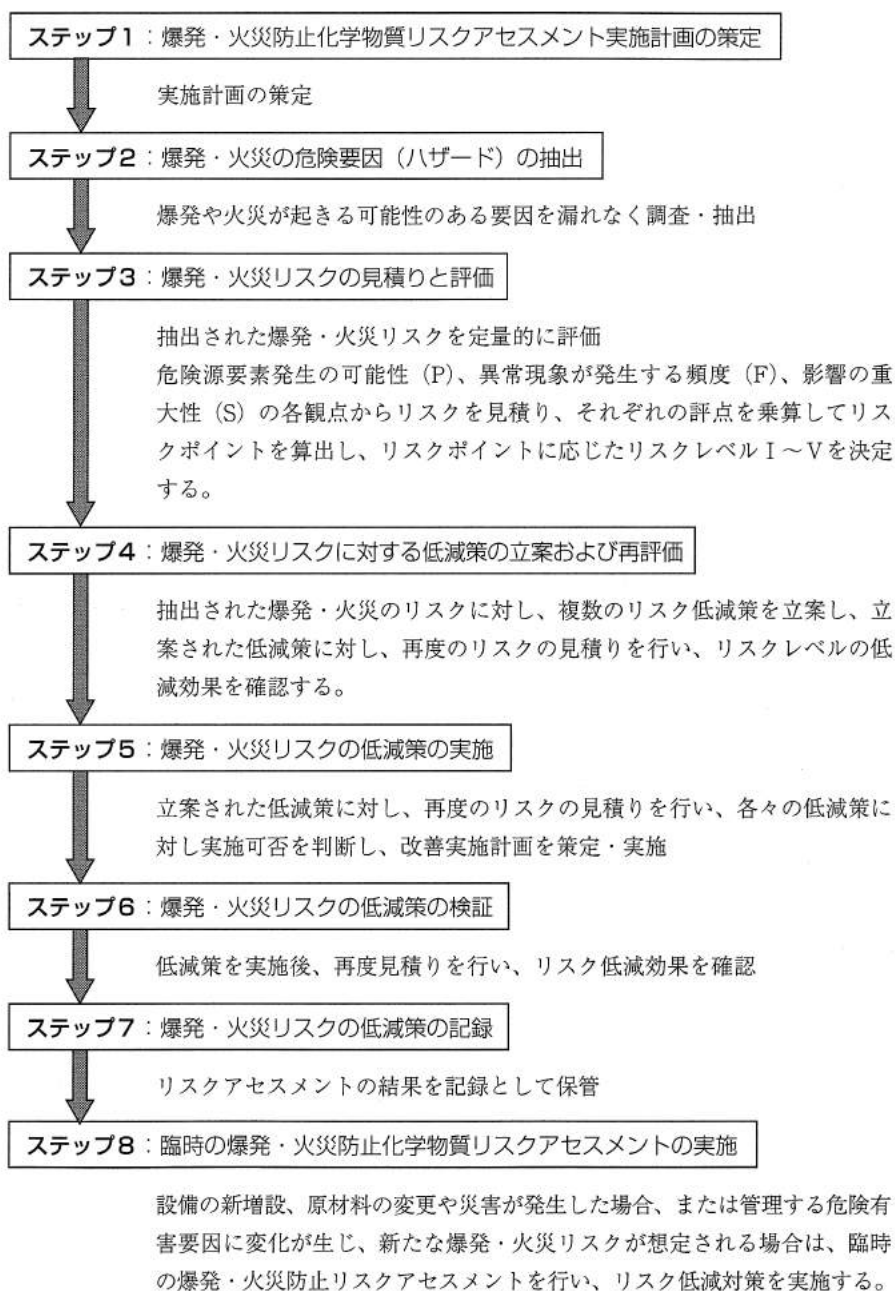 ステップ1：爆発・火災防止化学物質リスクアセスメント実施計画の策定
実施計画の策定
ステップ2：爆発・火災の危険要因（ハザード）の抽出
爆発や火災が起きる可能性のある要因を漏れなく調査・抽出
ステップ3：爆発・火災リスクの見積りと評価
抽出された爆発・火災リスクを定量的に評価
危険源要素発生の可能性（P）、異常現象が発生する頻度（F）、影響の重
大性（S）の各観点からリスクを見積り、それぞれの評点を乗算してリス
クポイントを算出し、リスクポイントに応じたリスクレベルⅠ～Ⅴを決定
する。
ステップ4：爆発・火災リスクに対する低減策の立案および再評価
抽出された爆発・火災のリスクに対し、複数のリスク低減策を立案し、立
案された低減策に対し、再度のリスクの見積りを行い、リスクレベルの低
減効果を確認する。
ステップ5：爆発・火災リスクの低減策の実施
立案された低減策に対し、再度のリスクの見積りを行い、各々の低減策に
対し実施可否を判断し、改善実施計画を策定・実施
ステップ6：爆発・火災リスクの低減策の検証
低減策を実施後、再度見積りを行い、リスク低減効果を確認
ステップ7：爆発・火災リスクの低減策の記録
リスクアセスメントの結果を記録として保管
ステップ8：臨時の爆発・火災防止化学物質リスクアセスメントの実施
設備の新増設、原材料の変更や災害が発生した場合、または管理する危険有
害要因に変化が生じ、新たな爆発・火災リスクが想定される場合は、臨時
の爆発・火災防止リスクアセスメントを行い、リスク低減対策を実施する。